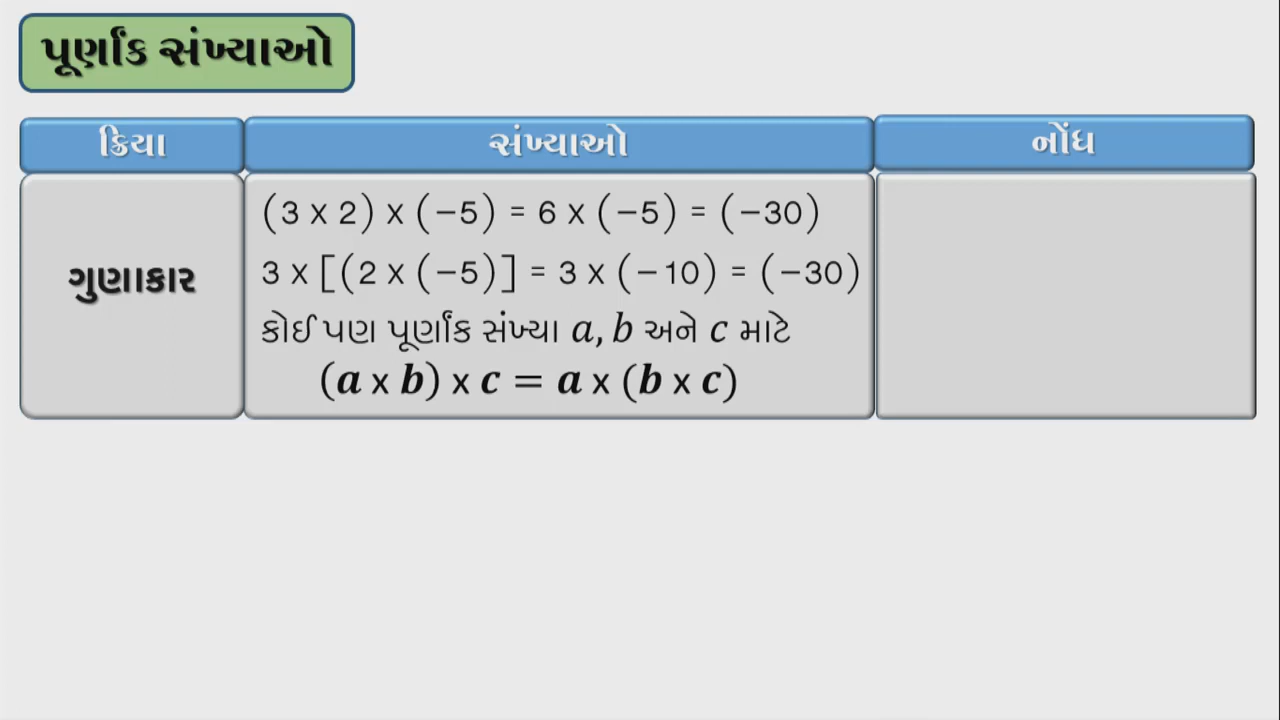 પૂર્ણાંક સંખ્યાઓ
ક્રિયા સંખ્યાઓ નોંધ
ગુણાકાર
(3 x 2) x (−5) = 6 x (−5) = (−30)
3 x [(2 x (−5)] = 3 x (−10) = (−30)
કોઈ પણ પૂર્ણાંક સંખ્યા a, b અને c માટે
(a x b) x c = a x (b x c)